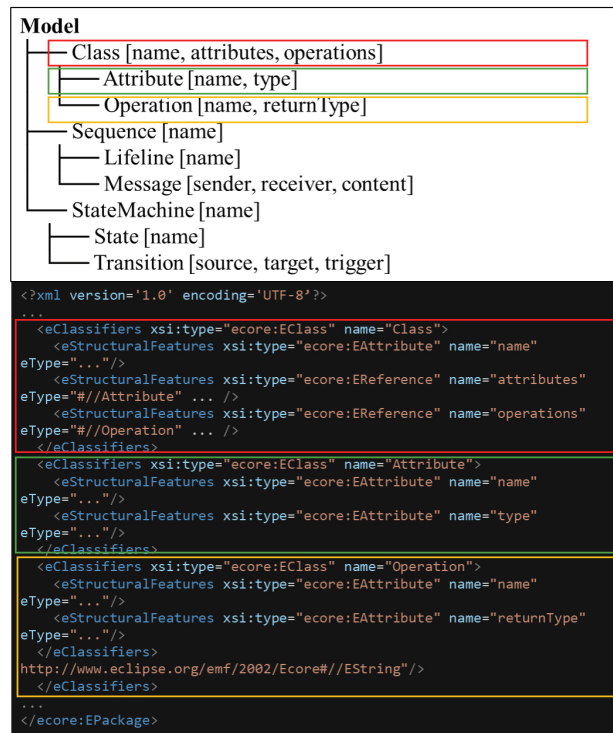 Model
Class [name, attributes, operations]
Attribute [name, type]
Operation [name, returnType]
Sequence [name]
Lifeline [name]
Message [sender, receiver, content]
StateMachine [name]
State [name]
Transition [source, target, trigger]
<?xml version='1.0' encoding='UTF-8'?>
...
<eClassifiers xsi:type="ecore:EClass" name="Class">
<eStructuralFeatures xsi:type="ecore:EAttribute" name="name"
eType="..."/>
<eStructuralFeatures xsi:type="ecore:EReference" name="attributes"
eType="#//Attribute" ... />
<eStructuralFeatures xsi:type="ecore:EReference" name="operations"
eType="#//Operation" ... />
</eClassifiers>
<eClassifiers xsi:type="ecore:EClass" name="Attribute">
<eStructuralFeatures xsi:type="ecore:EAttribute" name="name"
eType="..."/>
<eStructuralFeatures xsi:type="ecore:EAttribute" name="type"
eType="..."/>
</eClassifiers>
<eClassifiers xsi:type="ecore:EClass" name="Operation">
<eStructuralFeatures xsi:type="ecore:EAttribute" name="name"
eType="..."/>
<eStructuralFeatures xsi:type="ecore:EAttribute" name="returnType"
eType="..."/>
</eClassifiers>
http://www.eclipse.org/emf/2002/Ecore#//EString"/>
</eClassifiers>
...
</ecore:EPackage>